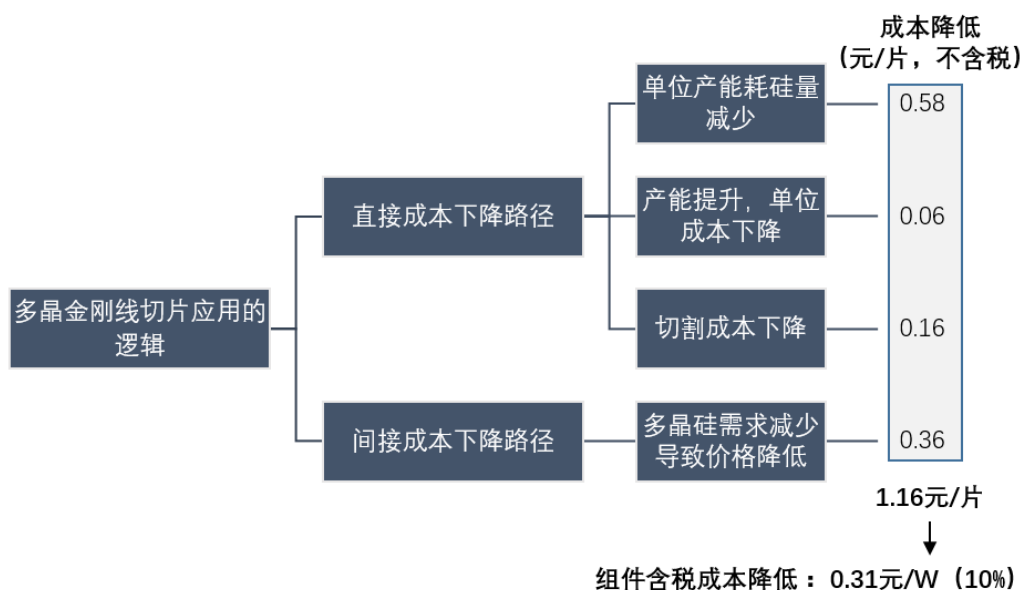 成本降低
（元/片，不含税）
单位产能耗硅量
减少
0.58
直接成本下降路径
产能提升，单位
成本下降
0.06
多晶金刚线切片应用的
逻辑
切割成本下降
0.16
间接成本下降路径
多晶硅需求减少
导致价格降低
0.36
1.16元/片
组件含税成本降低：0.31元/W（10%）